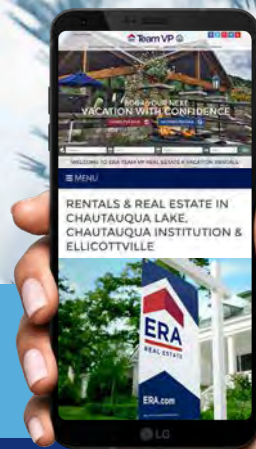 Team VP
BOOK YOUR NEXT
VACATION WITH CONFIDENCE
WELCOME TO ERA TEAM VP REAL ESTATE & VACATION RENTALS
MENU
RENTALS & REAL ESTATE IN
CHAUTAUQUA LAKE,
CHAUTAUQUA INSTITUTION &
ELLICOTTVILLE
ERA
REAL ESTATE
ERA.com
LG